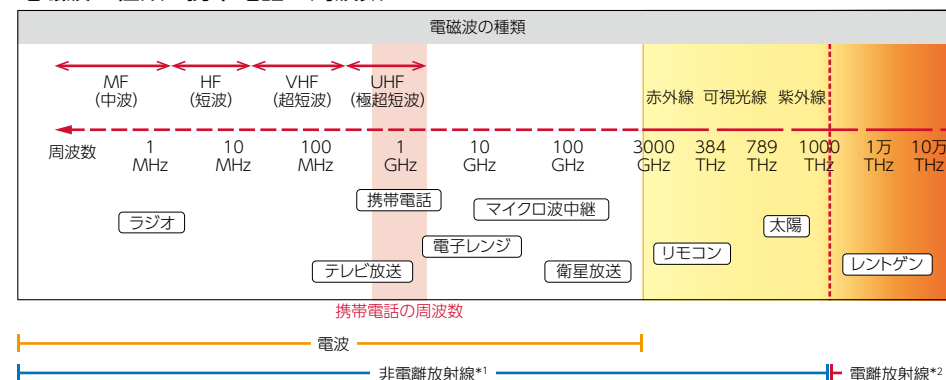 電磁波の種類
MF HF VHF UHF
(中波) (短波) (超短波) (極超短波)
赤外線 可視光線 紫外線
周波数 1 10 100 1 10 100 3000 384 789 1000 1万 10万
MHz MHz MHz GHz GHz GHz GHz THz THz THz THz THz
携帯電話
マイクロ波中継
ラジオ
太陽
電子レンジ
リモコン
テレビ放送
衛星放送
レントゲン
携帯電話の周波数
電波
非電離放射線*1
電離放射線*2